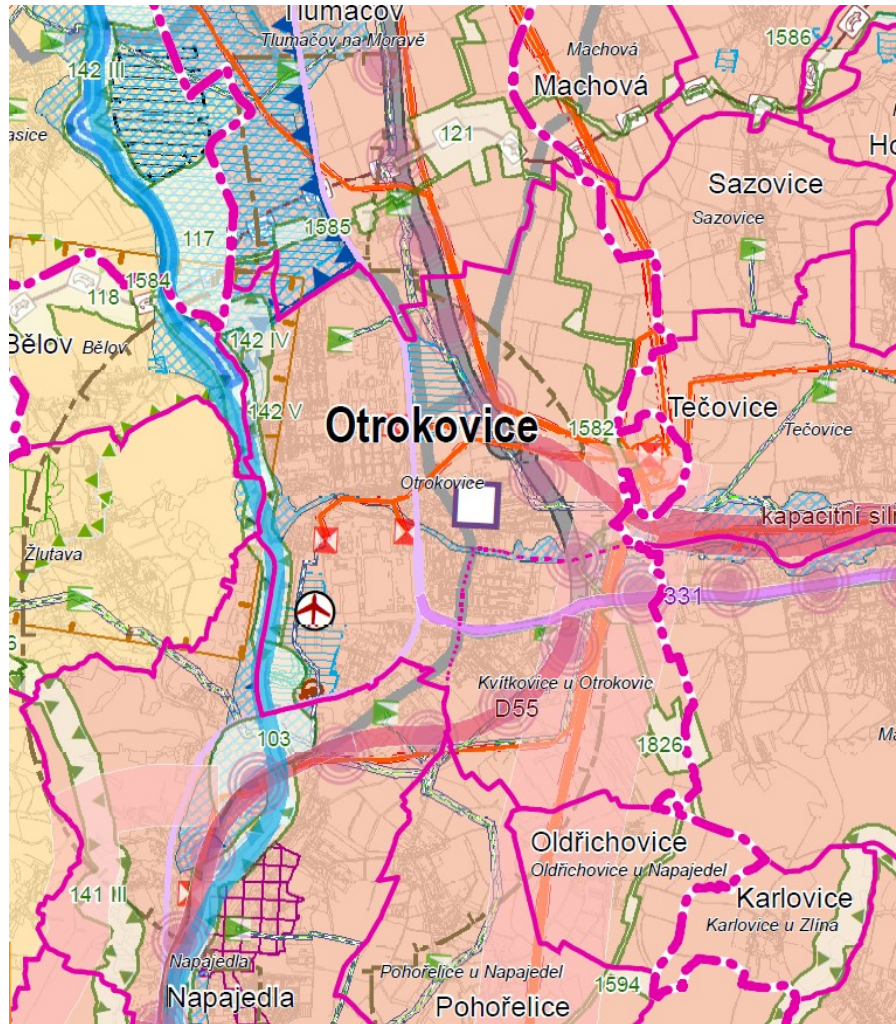 Tlumačov
Tlumačov na Moravě
1586
142 III
Machová
Machová
121
Sazovice
Sazovice
117
1585
1584
118
Bělov
Bělov
142 IV
142 V
Otrokovice
1582
Tečovice
Tečovice
Otrokovice
kapacitní sil
Žlutava
331
Kvítkovice u Otrokovic
D55
103
1826
Oldřichovice
Oldřichovice u Napajedel
141 III
Karlovice
Karlovice u Zlína
Napajedla
Napajedla
Pohořelice u Napajedel
Pohořelice
1594